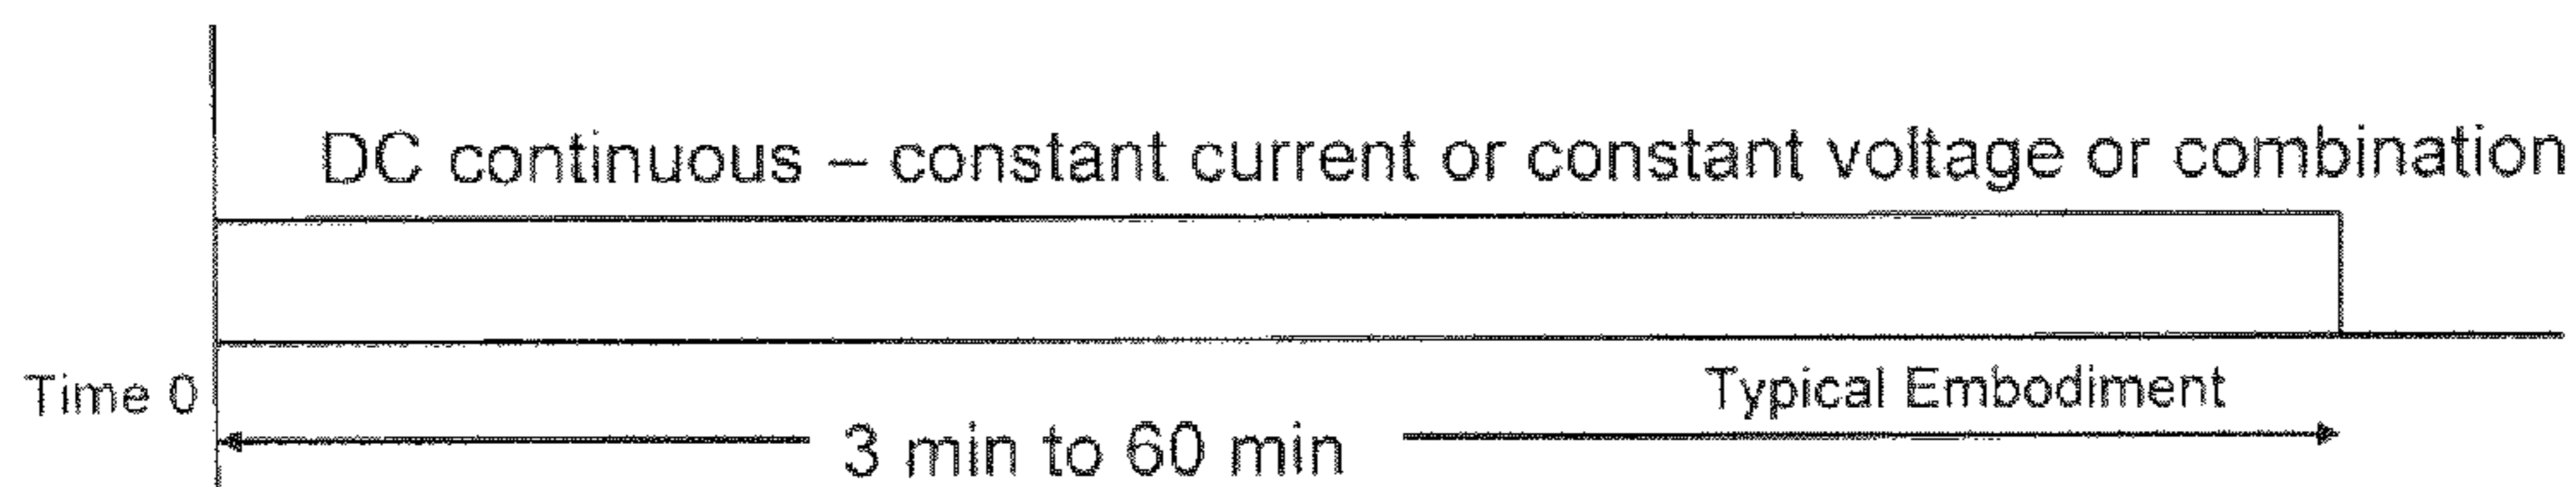 DC continuous – constant current or constant voltage or combination
Time 0
Typical Embodiment
3 min to 60 min